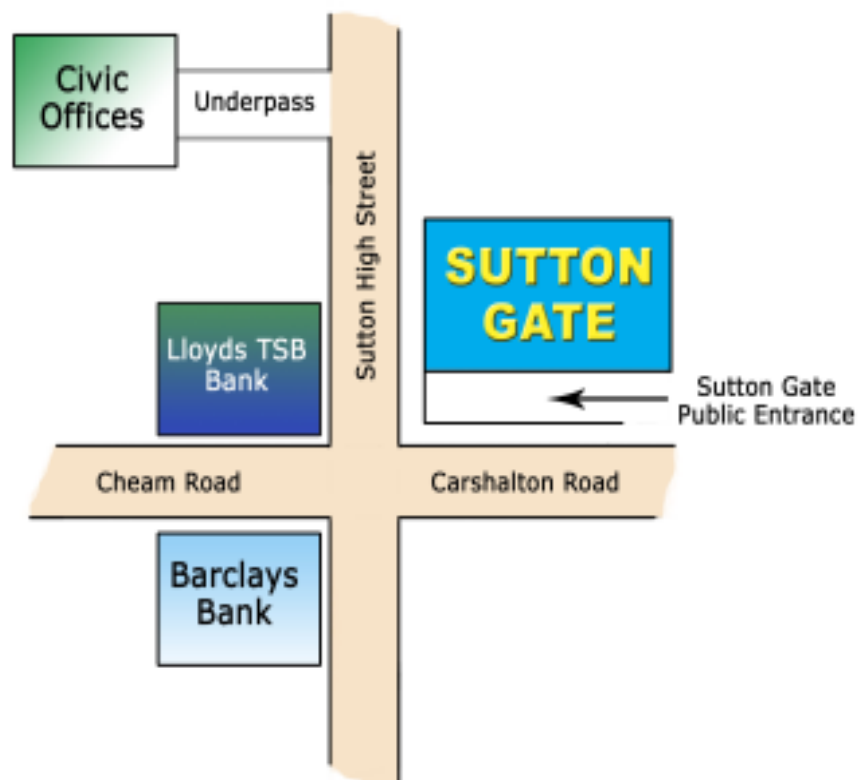 Civic
Offices
Underpass
Sutton High Street
SUTTON
GATE
Lloyds TSB
Bank
Sutton Gate
Public Entrance
Cheam Road
Carshalton Road
Barclays
Bank